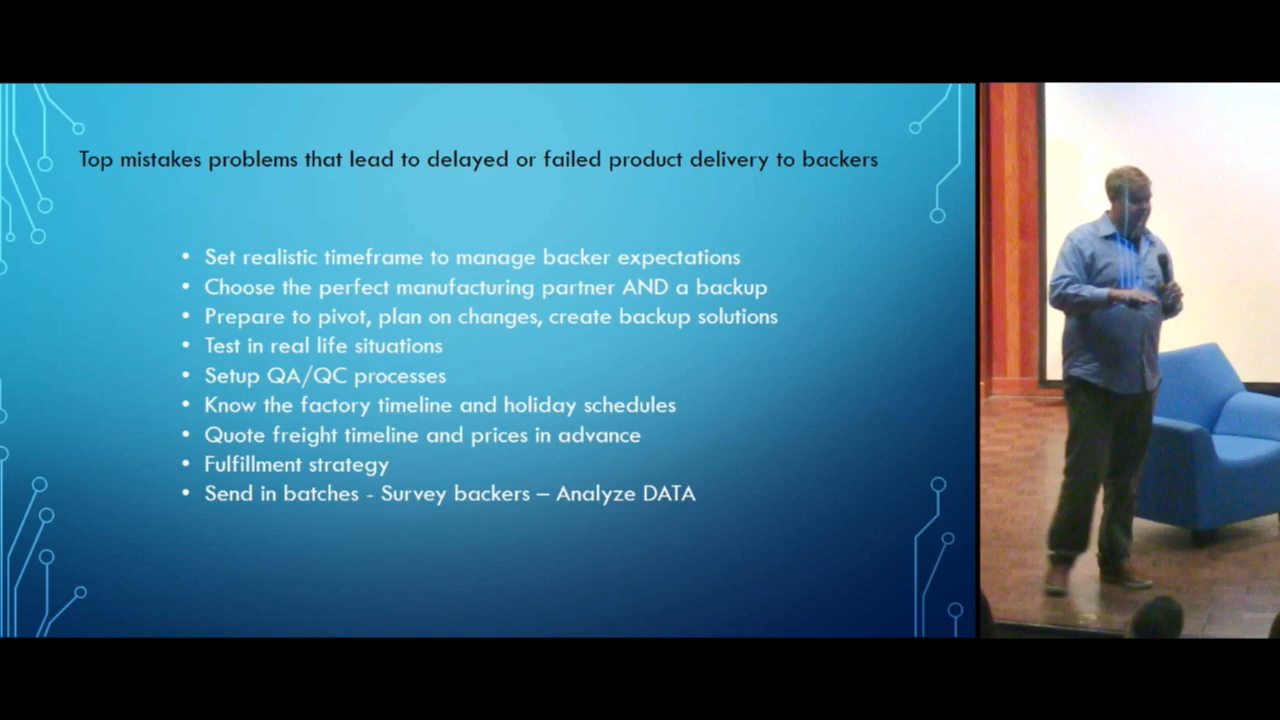 Top mistakes problems that lead to delayed or failed product delivery to backers
• Set realistic timeframe to manage backer expectations
• Choose the perfect manufacturing partner AND a backup
• Prepare to pivot, plan on changes, create backup solutions
• Test in real life situations
• Setup QA/QC processes
• Know the factory timeline and holiday schedules
• Quote freight timeline and prices in advance
• Fulfillment strategy
• Send in batches - Survey backers – Analyze DATA